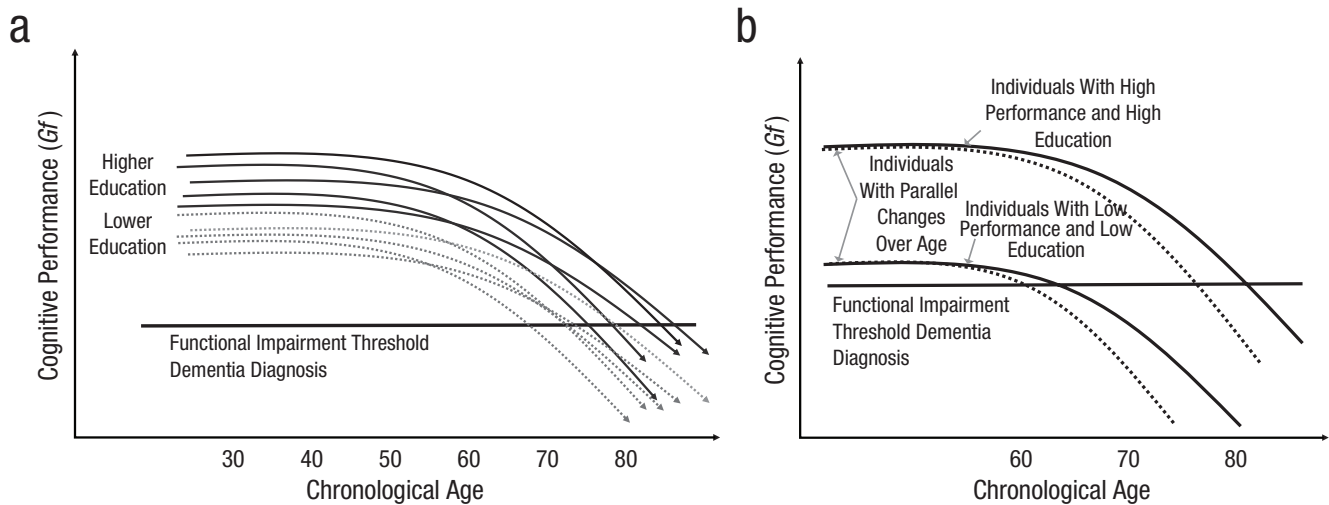 a
Cognitive Performance (Gf)
Higher
Education
Lower
Education
Functional Impairment Threshold
Dementia Diagnosis
30 40 50 60 70 80
Chronological Age
b
Cognitive Performance (Gf)
Individuals With High
Performance and High
Education
Individuals
With Parallel
Changes
Over Age
Individuals With Low
Performance and Low
Education
Functional Impairment
Threshold Dementia
Diagnosis
60 70 80
Chronological Age